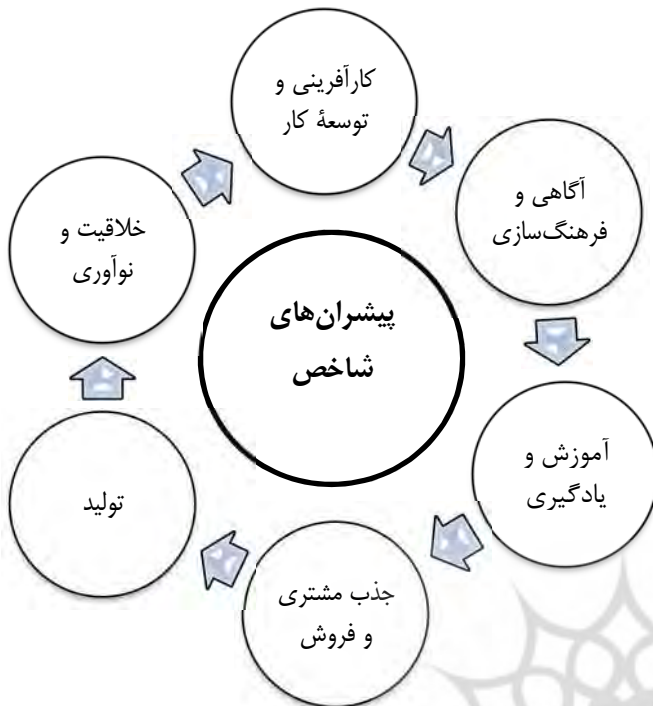 کارآفرینی و
توسعهٔ کار
آگاهی و
فرهنگ‌سازی
آموزش و
یادگیری
جذب مشتری
و فروش
تولید
خلاقیت و
نوآوری
پیشران‌های
شاخص